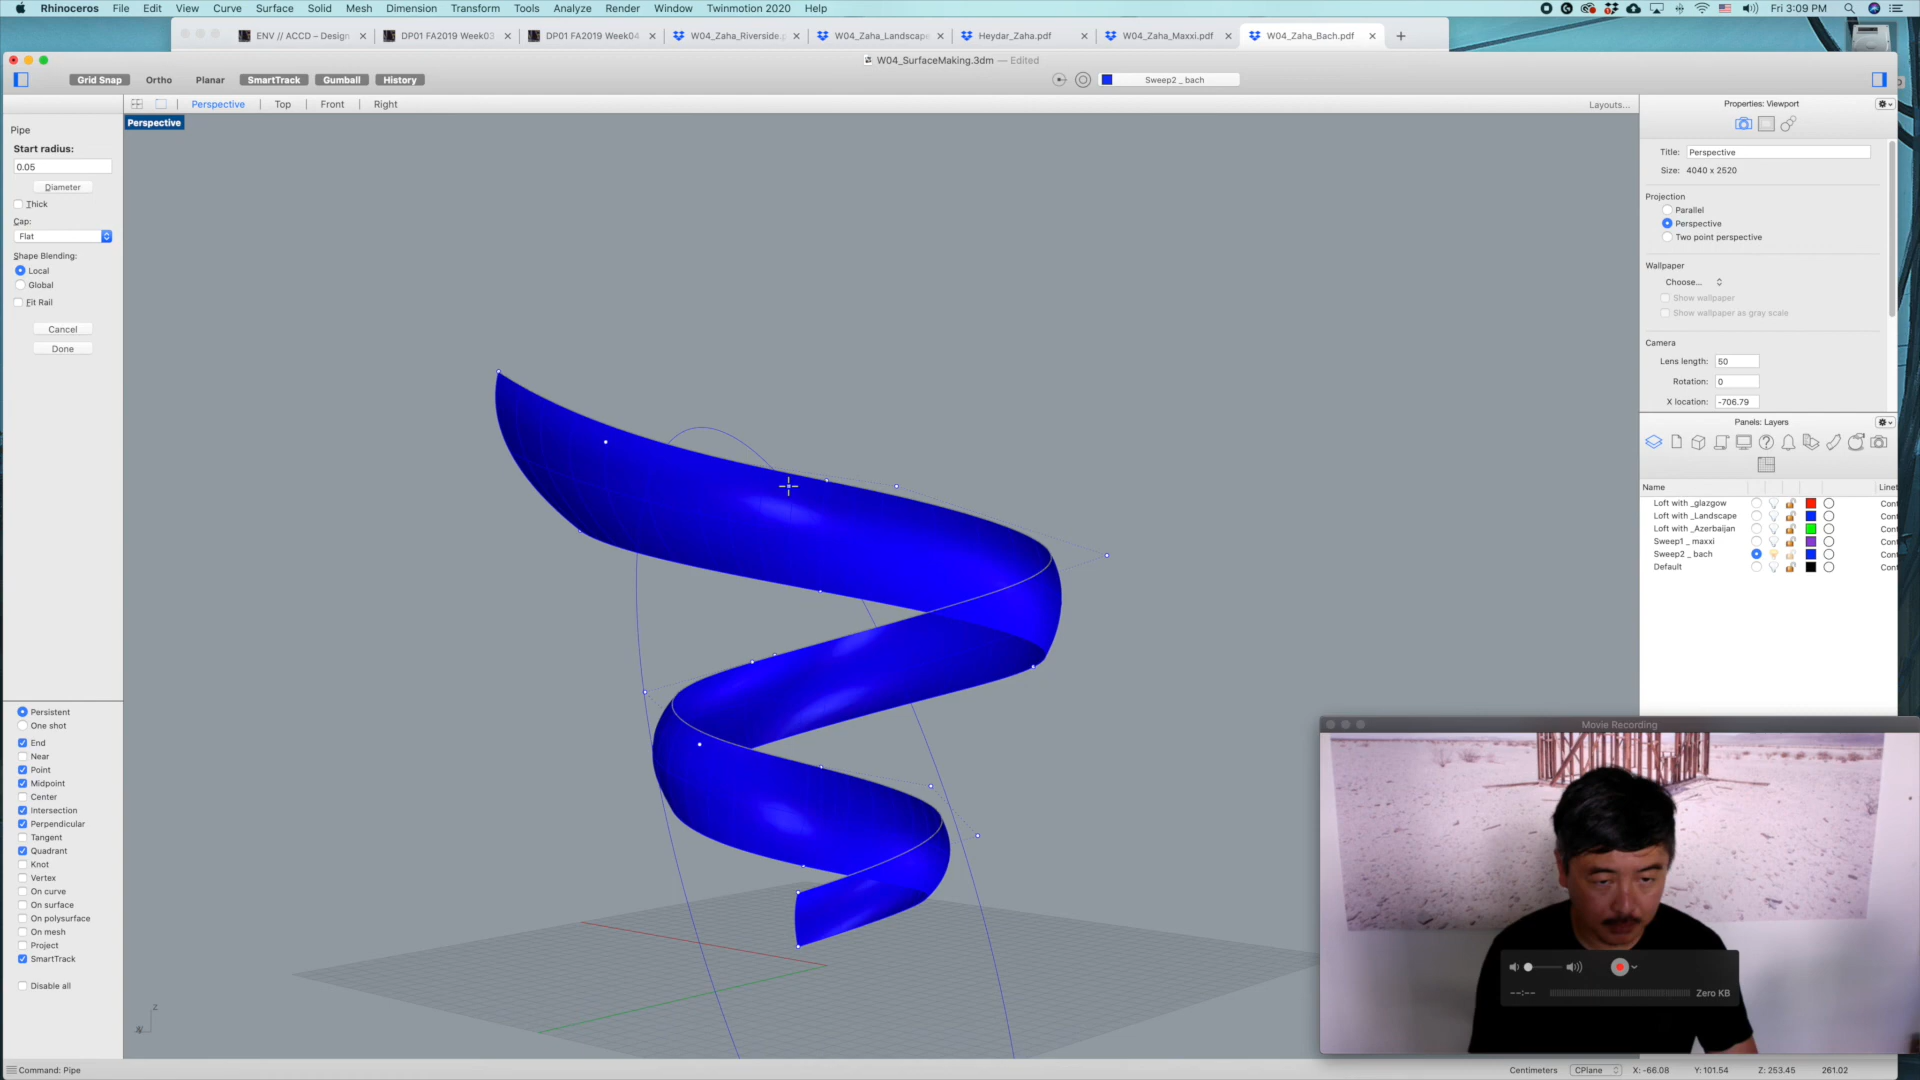 Rhinoceros File Edit View Curve Surface Solid Mesh Dimension Transform Tools Analyze Render Window Twinmotion 2020 Help Fri 3:09 PM
ENV // ACCD – Design DP01 FA2019 Week03 DP01 FA2019 Week04 W04_Zaha_Riverside.p W04_Zaha_Landscape Heydar_Zaha.pdf W04_Zaha_Maxxi.pdf W04_Zaha_Bach.pdf
W04_SurfaceMaking.3dm — Edited
Grid Snap Ortho Planar SmartTrack Gumball History Sweep2 _ bach
Perspective Top Front Right Layouts...
Perspective
Pipe
Start radius:
0.05
Diameter
Thick
Cap:
Flat
Shape Blending:
Local
Global
Fit Rail
Cancel
Done
Persistent
One shot
End
Near
Point
Midpoint
Center
Intersection
Perpendicular
Tangent
Quadrant
Knot
Vertex
On curve
On surface
On polysurface
On mesh
Project
SmartTrack
Disable all
z
Properties: Viewport
Title: Perspective
Size: 4040 x 2520
Projection
Parallel
Perspective
Two point perspective
Wallpaper
Choose...
Show wallpaper
Show wallpaper as gray scale
Camera
Lens length: 50
Rotation: 0
X location: -706.79
Panels: Layers
Name Linet
Loft with _glazgow Cont
Loft with _Landscape Cont
Loft with _Azerbaijan Cont
Sweep1 _ maxxi Cont
Sweep2 _ bach Cont
Default Cont
Movie Recording
--:-- Zero KB
Command: Pipe
Centimeters CPlane X: -66.08 Y: 101.54 Z: 253.45 261.02